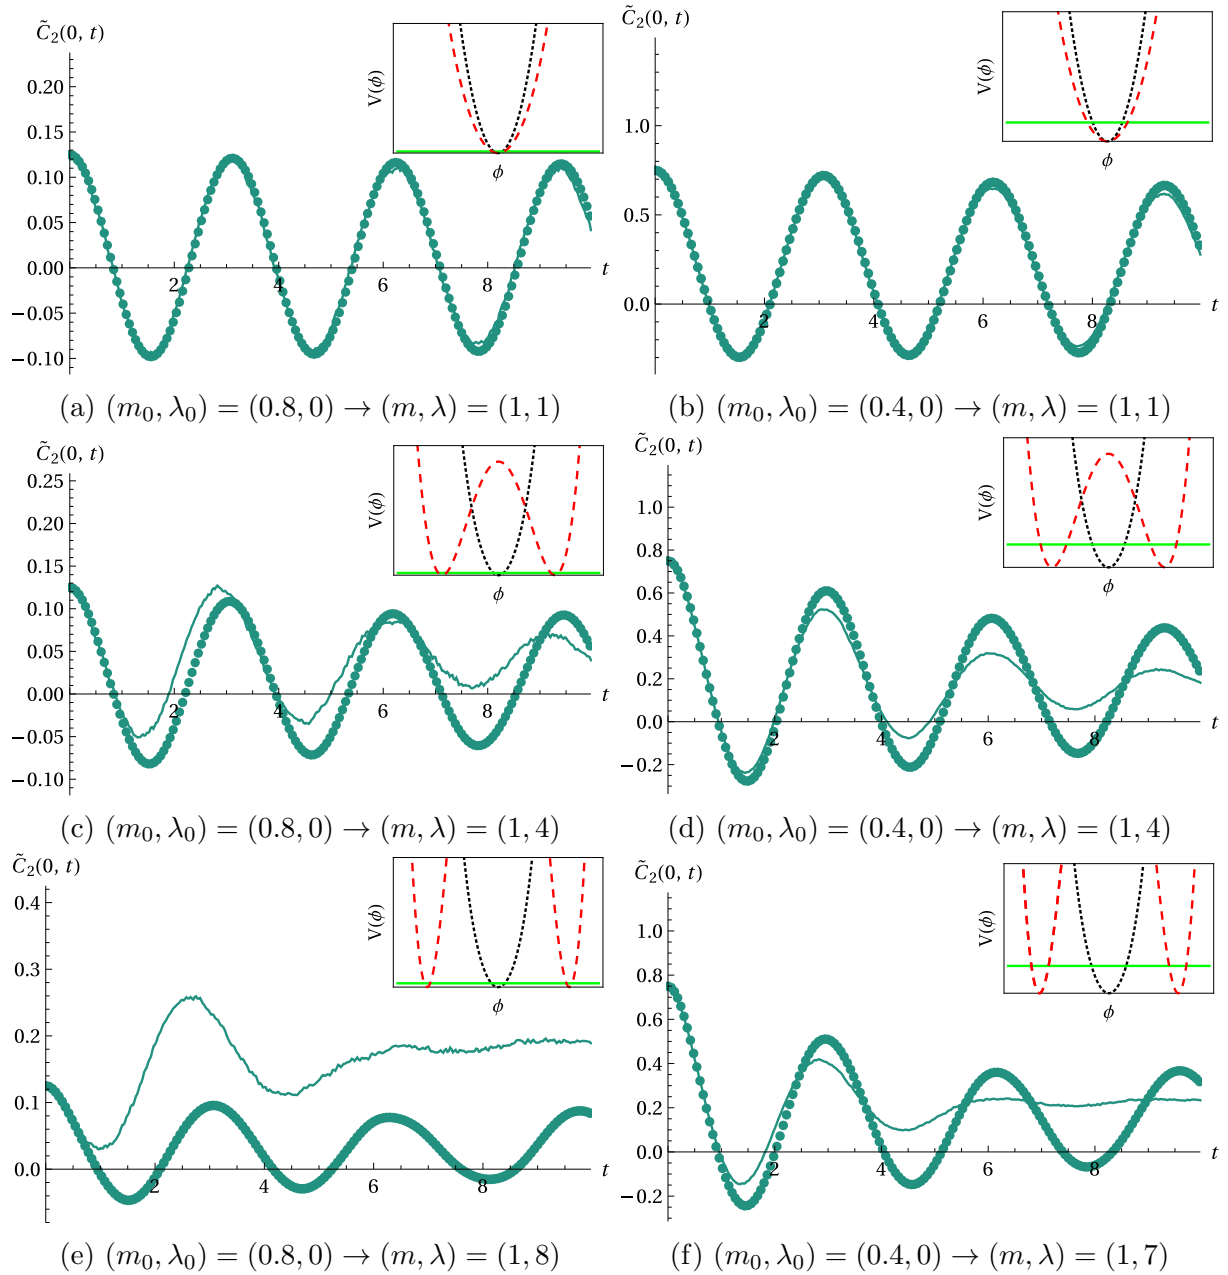 C̃₂(0, t)
0.20
0.15
0.10
0.05
0.00
−0.05
−0.10
2
4
6
8
t
V(ϕ)
ϕ
1.0
0.5
0.0
2
4
6
8
t
V(ϕ)
ϕ
(a) (m₀, λ₀) = (0.8, 0) → (m, λ) = (1, 1)
(b) (m₀, λ₀) = (0.4, 0) → (m, λ) = (1, 1)
C̃₂(0, t)
0.25
0.20
0.15
0.10
0.05
0.00
−0.05
−0.10
2
4
6
8
t
V(ϕ)
ϕ
C̃₂(0, t)
1.0
0.8
0.6
0.4
0.2
0.0
−0.2
2
4
6
8
t
V(ϕ)
ϕ
(c) (m₀, λ₀) = (0.8, 0) → (m, λ) = (1, 4)
(d) (m₀, λ₀) = (0.4, 0) → (m, λ) = (1, 4)
C̃₂(0, t)
0.4
0.3
0.2
0.1
0.0
2
4
6
8
t
V(ϕ)
ϕ
C̃₂(0, t)
1.0
0.8
0.6
0.4
0.2
0.0
−0.2
2
4
6
8
t
V(ϕ)
ϕ
(e) (m₀, λ₀) = (0.8, 0) → (m, λ) = (1, 8)
(f) (m₀, λ₀) = (0.4, 0) → (m, λ) = (1, 7)